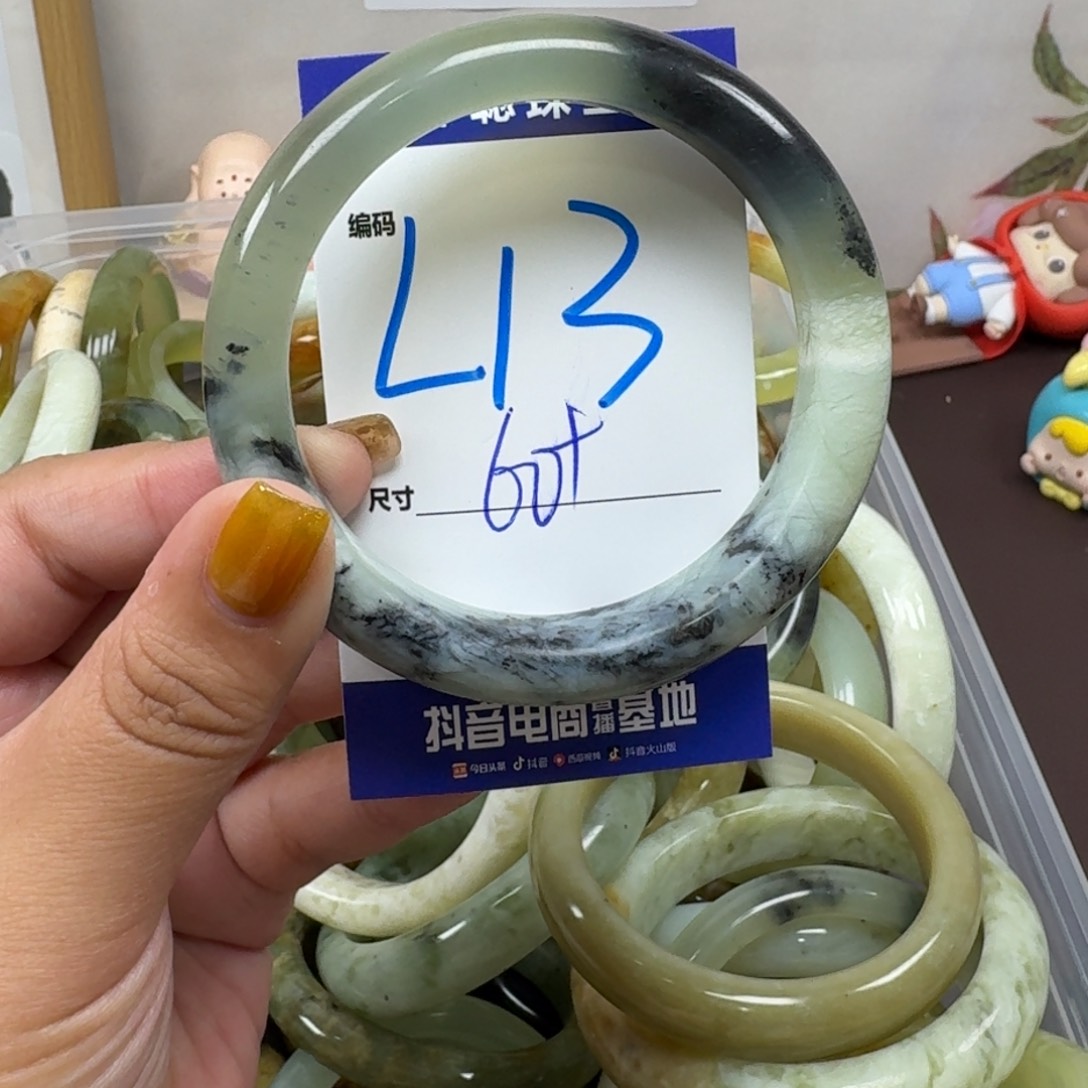 编码 L13
尺寸 60+
抖音电商直播基地
今日头条 抖音 西瓜视频 抖音火山版